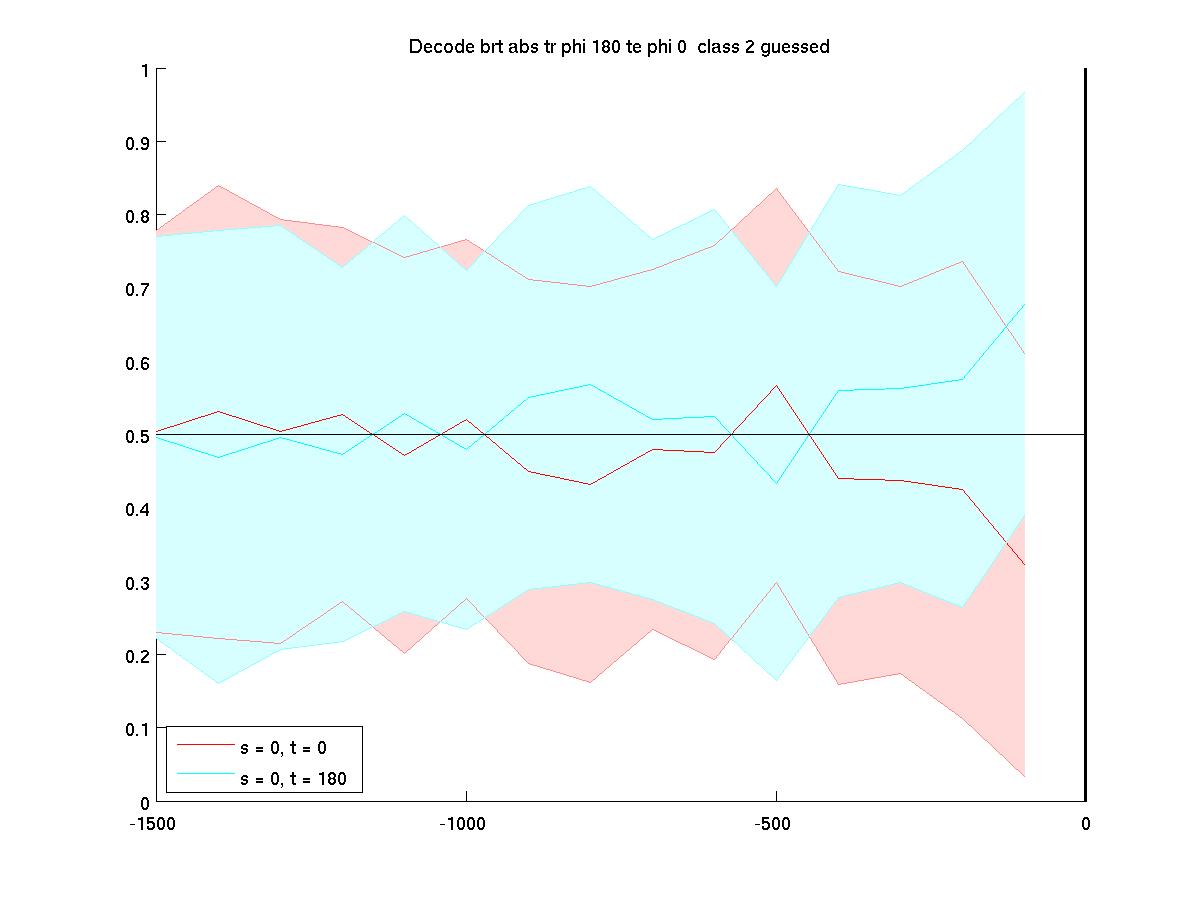 Decode brt abs tr phi 180 te phi 0  class 2 guessed
1
0.9
0.8
0.7
0.6
0.5
0.4
0.3
0.2
0.1
0
s = 0, t = 0
s = 0, t = 180
-1500 -1000 -500 0